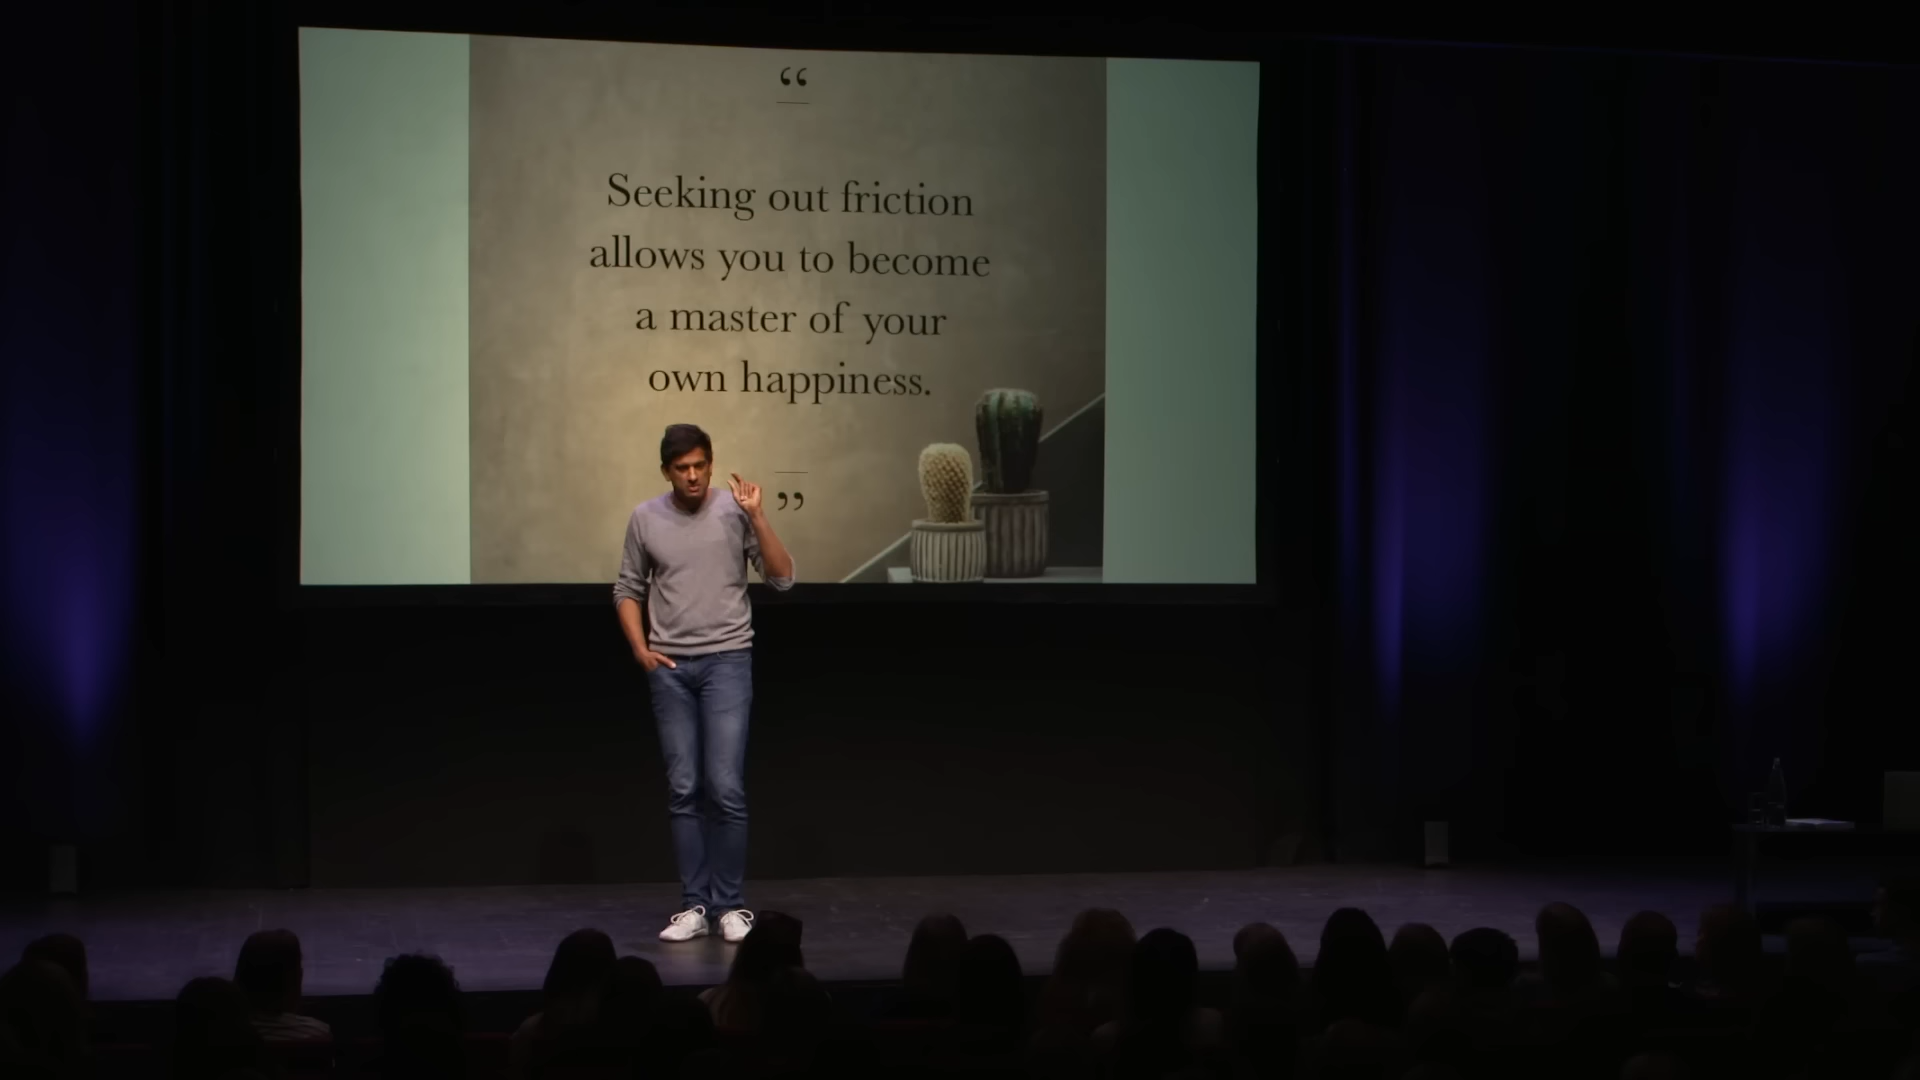 “
Seeking out friction
allows you to become
a master of your
own happiness.
”